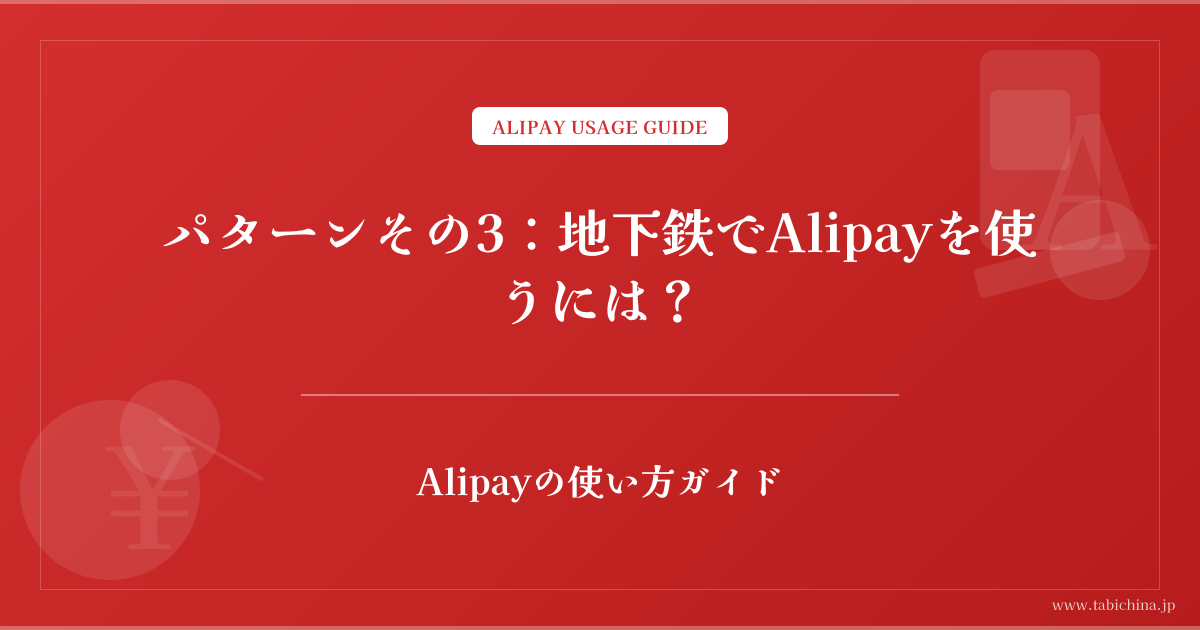 ALIPAY USAGE GUIDE
パターンその3：地下鉄でAlipayを使
うには？
Alipayの使い方ガイド
¥
A
www.tabichina.jp